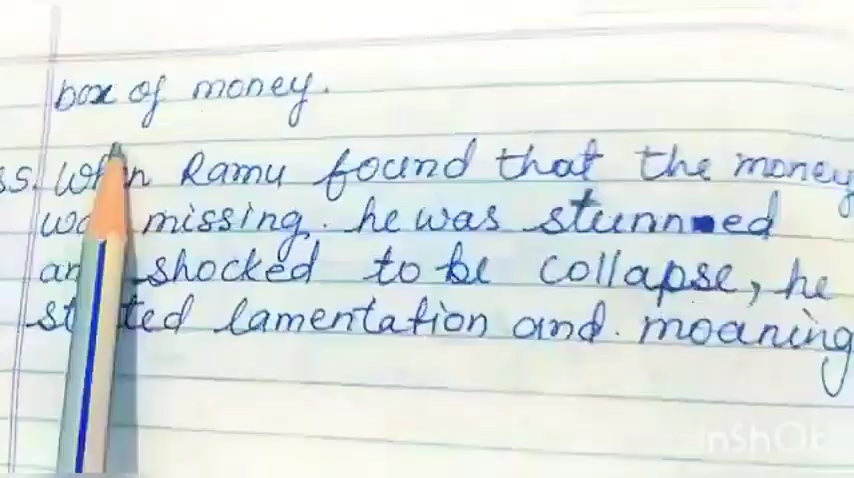 box of money.
ss. When Ramu found that the money
was missing. he was stunned
and shocked to be collapse, he
started lamentation and. moaning
InShOt